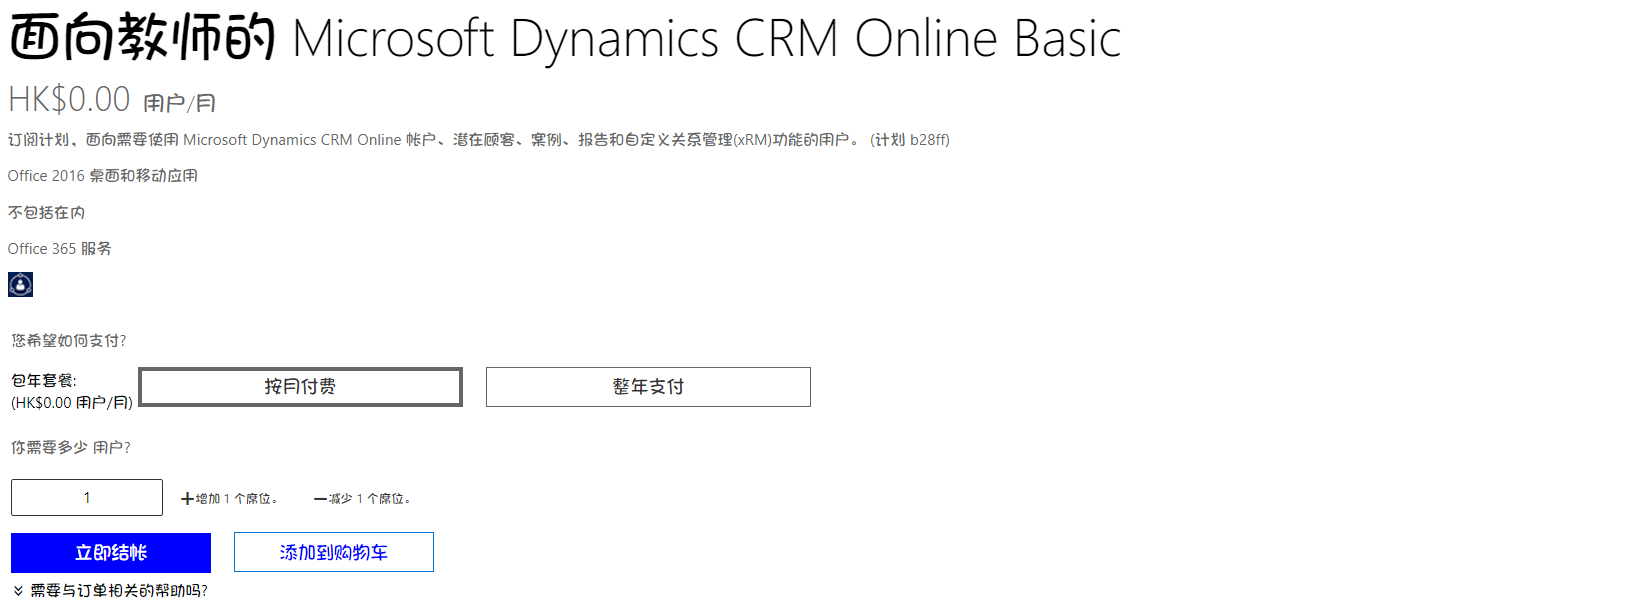 面向教师的 Microsoft Dynamics CRM Online Basic
HK$0.00 用户/月
订阅计划，面向需要使用 Microsoft Dynamics CRM Online 帐户、潜在顾客、案例、报告和自定义关系管理(xRM)功能的用户。 (计划 b28ff)
Office 2016 桌面和移动应用
不包括在内
Office 365 服务
您希望如何支付?
包年套餐:
(HK$0.00 用户/月)
按月付费
整年支付
你需要多少 用户?
1
增加 1 个席位。
减少 1 个席位。
立即结帐
添加到购物车
需要与订单相关的帮助吗?